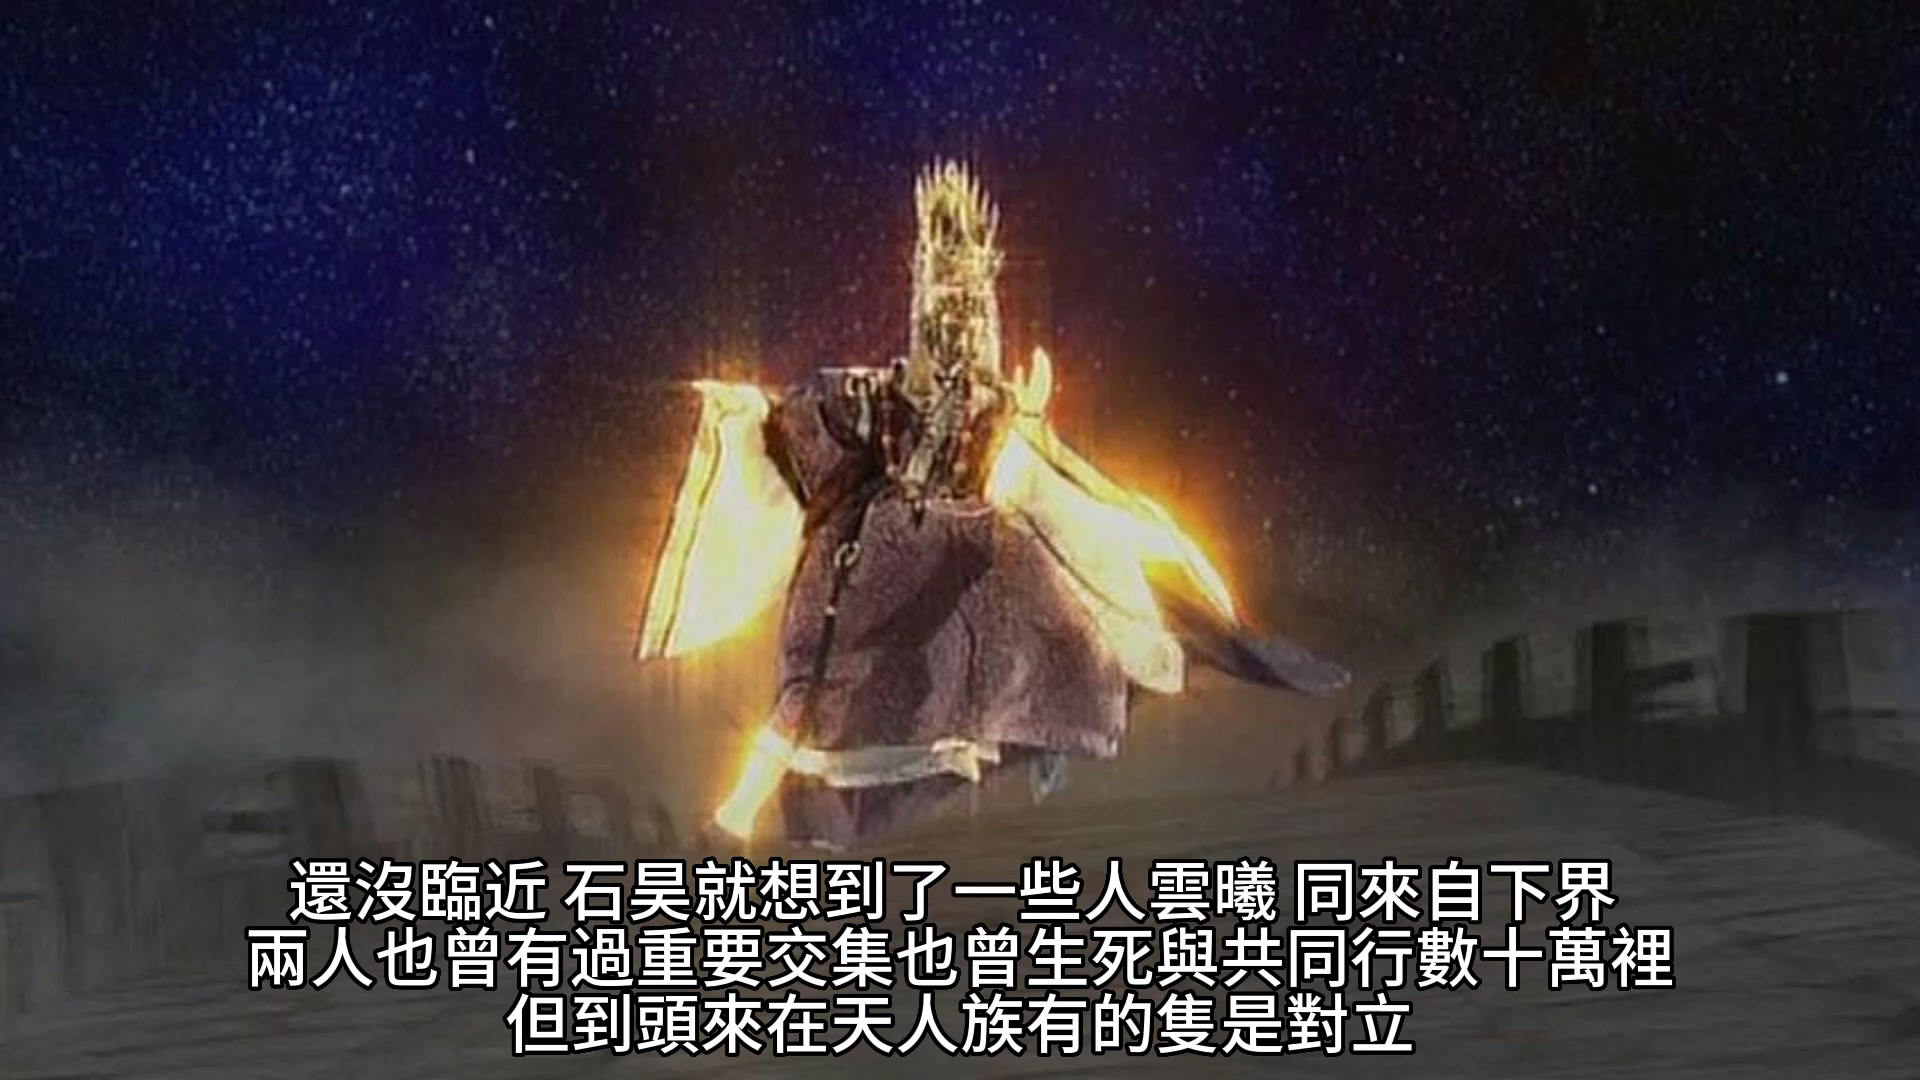 還沒臨近 石昊就想到了一些人雲曦 同來自下界
兩人也曾有過重要交集也曾生死與共同行數十萬裡
但到頭來在天人族有的隻是對立